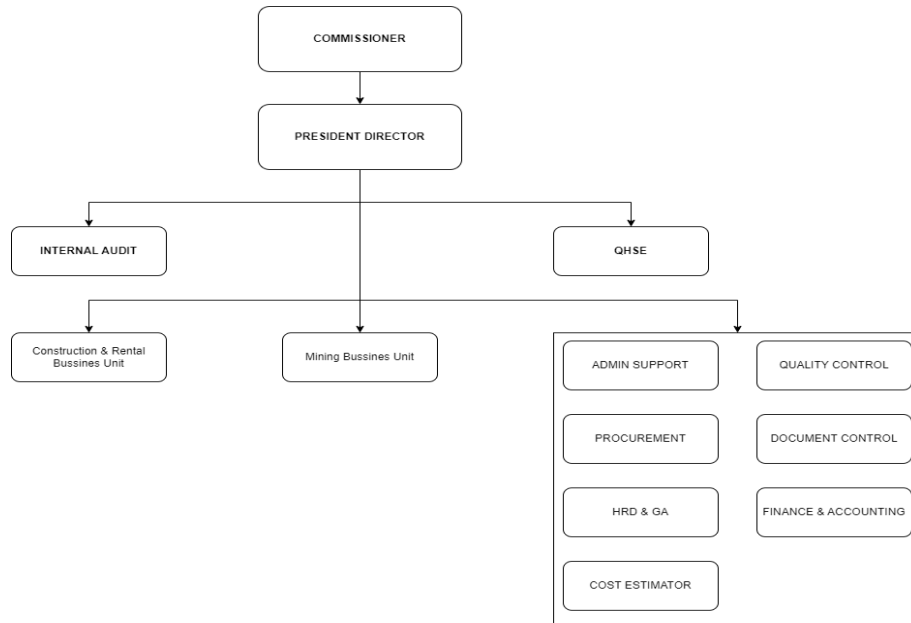 COMMISSIONER
PRESIDENT DIRECTOR
INTERNAL AUDIT
QHSE
Construction & Rental
Bussines Unit
Mining Bussines Unit
ADMIN SUPPORT
QUALITY CONTROL
PROCUREMENT
DOCUMENT CONTROL
HRD & GA
FINANCE & ACCOUNTING
COST ESTIMATOR